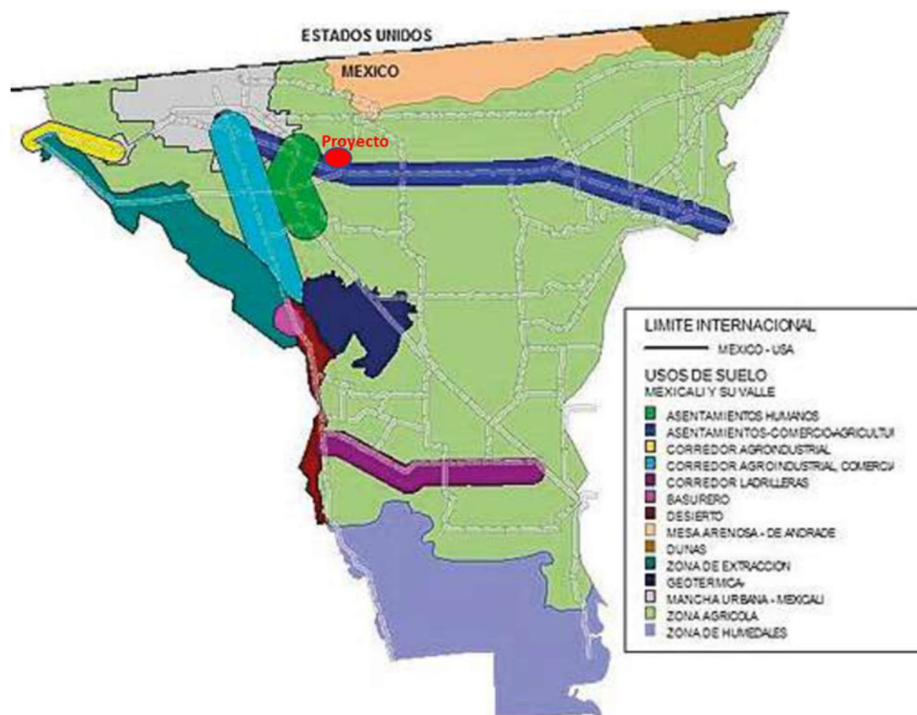 ESTADOS UNIDOS
MEXICO
Proyecto
LIMITE INTERNACIONAL
MEXICO - USA
USOS DE SUELO
MEXICALI Y SU VALLE
ASENTAMIENTOS HUMANOS
ASENTAMIENTOS-COMERCIO-AGRICULTU
CORREDOR AGROINDUSTRIAL
CORREDOR AGROINDUSTRIAL, COMERCIA
CORREDOR LADRILLERAS
BASURERO
DESIERTO
MESA ARENOSA - DE ANDRADE
DUNAS
ZONA DE EXTRACCION
GEOTERMICA
MANCHA URBANA - MEXICALI
ZONA AGRICOLA
ZONA DE HUMEDALES